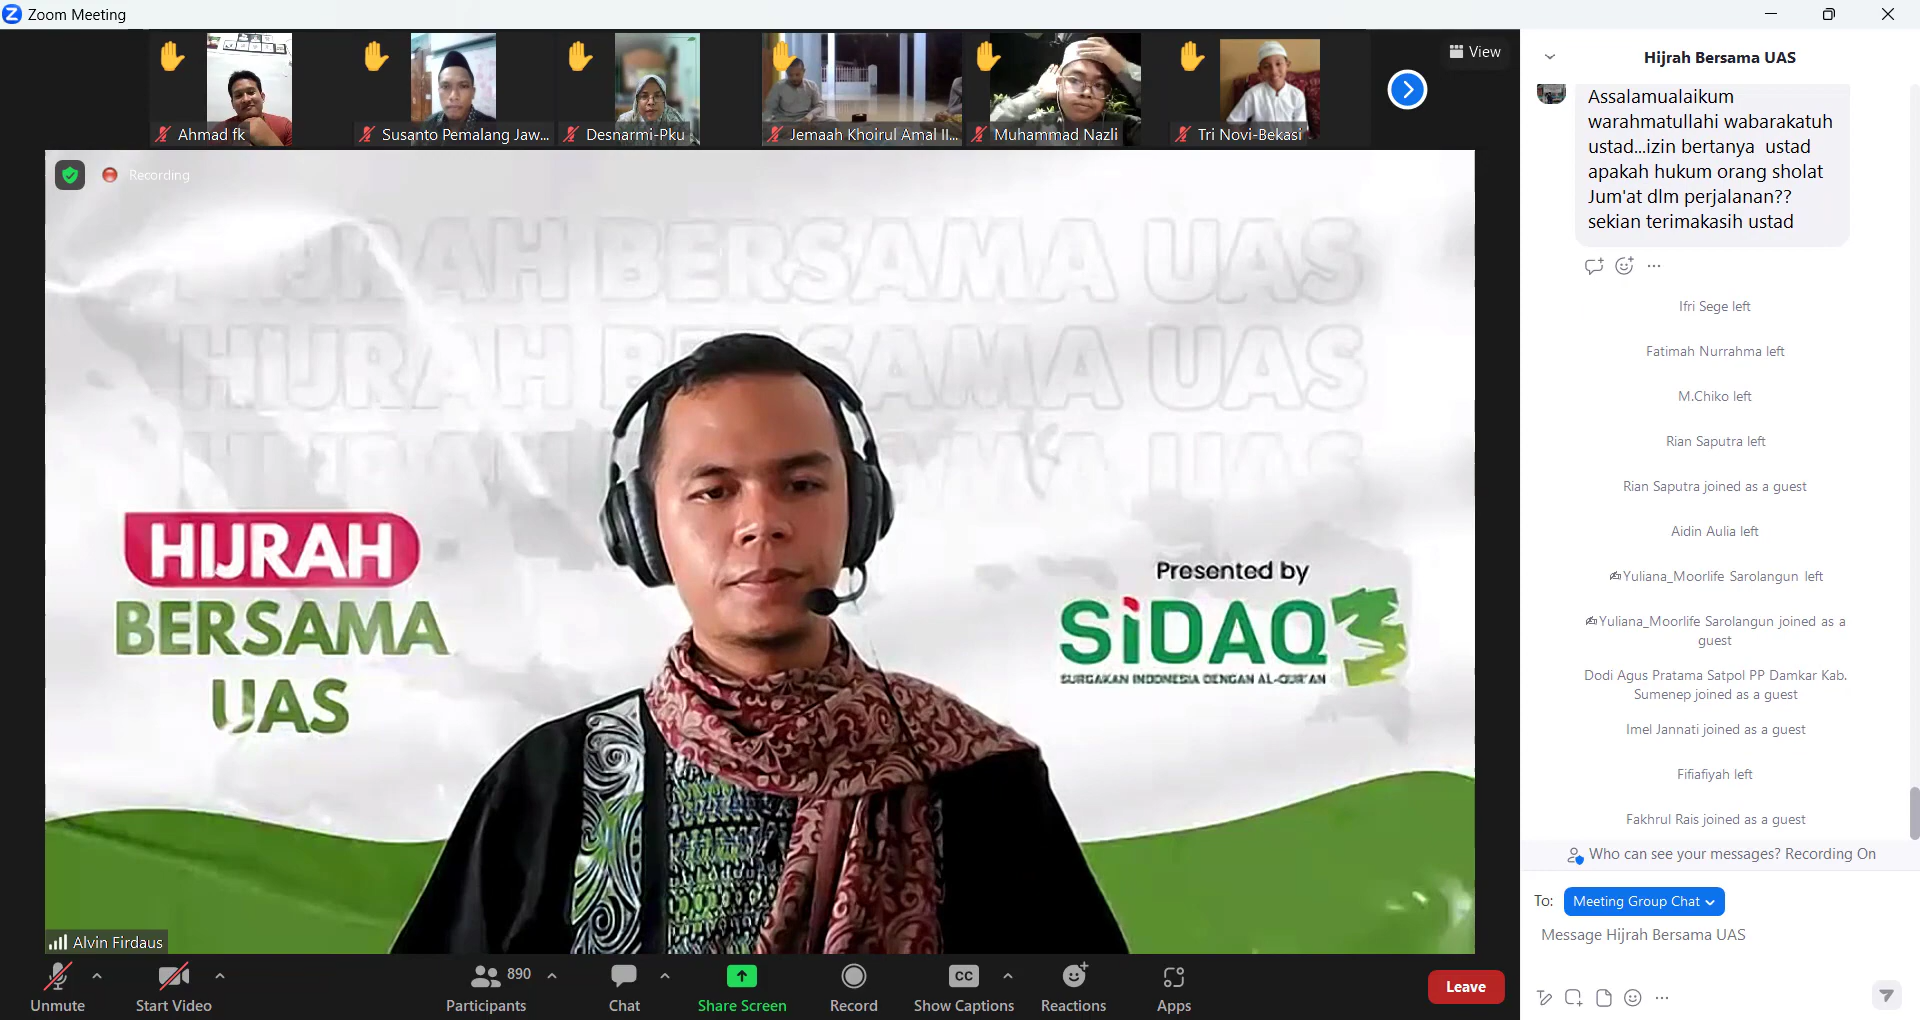 Zoom Meeting
Ahmad fk
Susanto Pemalang Jaw...
Desnarmi-Pku
Jemaah Khoirul Amal II...
Muhammad Nazli
Tri Novi-Bekasi
View
Recording
HIJRAH BERSAMA UAS
HIJRAH BERSAMA UAS
HIJRAH BERSAMA UAS
HIJRAH
BERSAMA
UAS
Presented by
SiDAQ
SURGAKAN INDONESIA DENGAN AL-QUR'AN
Alvin Firdaus
Unmute
Start Video
890
Participants
Chat
Share Screen
Record
CC
Show Captions
Reactions
Apps
Leave
Hijrah Bersama UAS
Assalamualaikum
warahmatullahi wabarakatuh
ustad...izin bertanya ustad
apakah hukum orang sholat
Jum'at dlm perjalanan??
sekian terimakasih ustad
Ifri Sege left
Fatimah Nurrahma left
M.Chiko left
Rian Saputra left
Rian Saputra joined as a guest
Aidin Aulia left
✍Yuliana_Moorlife Sarolangun left
✍Yuliana_Moorlife Sarolangun joined as a
guest
Dodi Agus Pratama Satpol PP Damkar Kab.
Sumenep joined as a guest
Imel Jannati joined as a guest
Fifiafiyah left
Fakhrul Rais joined as a guest
Who can see your messages? Recording On
To: Meeting Group Chat
Message Hijrah Bersama UAS